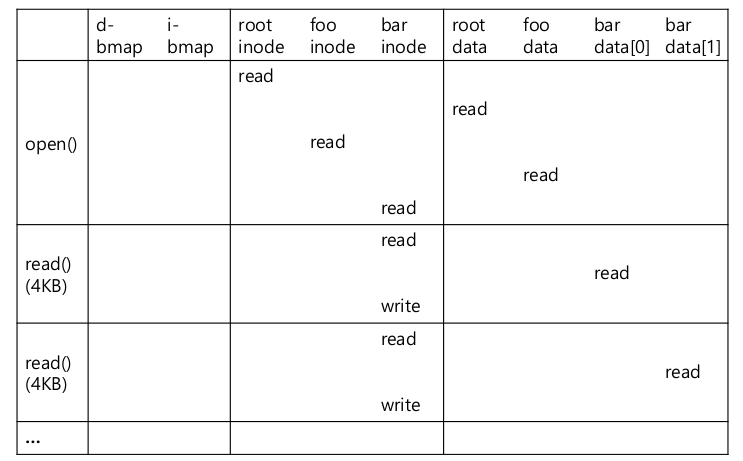 d- i- root foo bar root foo bar bar
bmap bmap inode inode inode data data data[0] data[1]
read
read
open() read
read
read
read
read()
(4KB) read
write
read
read()
(4KB) read
write
...